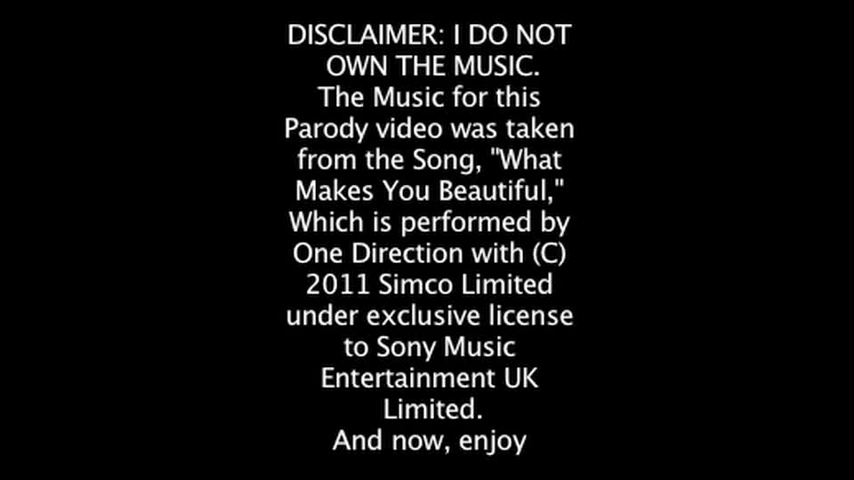 DISCLAIMER: I DO NOT
OWN THE MUSIC.
The Music for this
Parody video was taken
from the Song, "What
Makes You Beautiful,"
Which is performed by
One Direction with (C)
2011 Simco Limited
under exclusive license
to Sony Music
Entertainment UK
Limited.
And now, enjoy